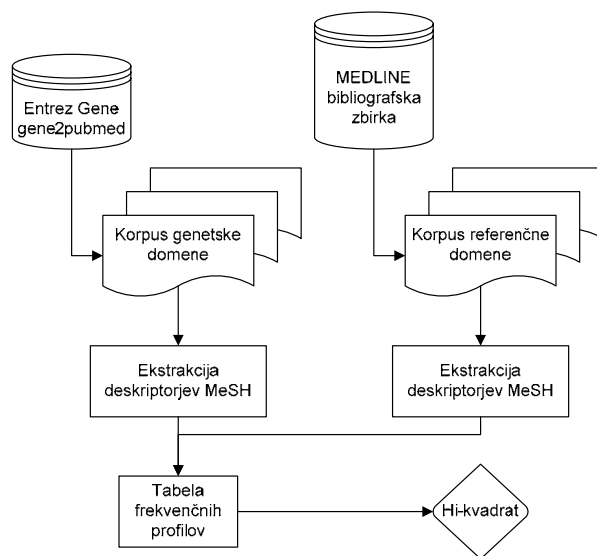 Entrez Gene
gene2pubmed
MEDLINE
bibliografska
zbirka
Korpus genetske
domene
Korpus referenčne
domene
Ekstrakcija
deskriptorjev MeSH
Ekstrakcija
deskriptorjev MeSH
Tabela
frekvenčnih
profilov
Hi-kvadrat